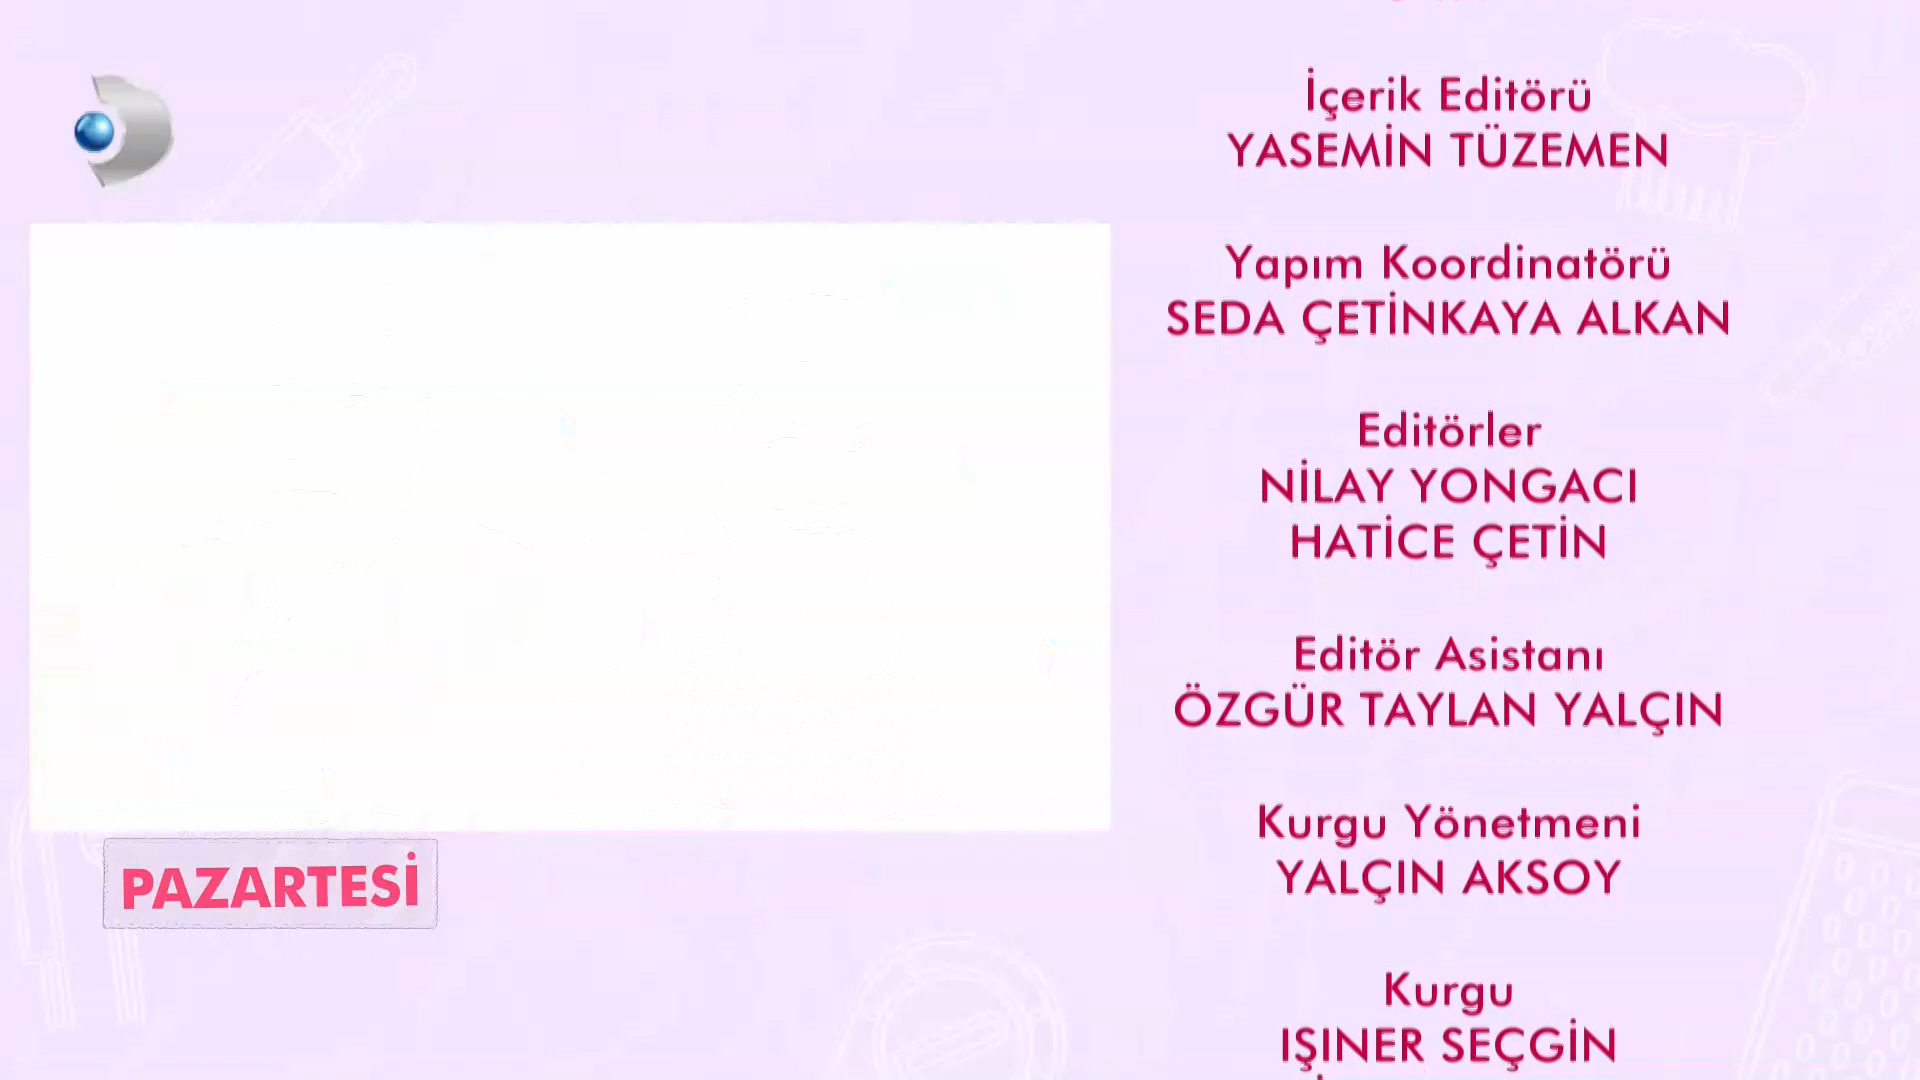 İçerik Editörü
YASEMİN TÜZEMEN
Yapım Koordinatörü
SEDA ÇETİNKAYA ALKAN
Editörler
NİLAY YONGACI
HATİCE ÇETİN
Editör Asistanı
ÖZGÜR TAYLAN YALÇIN
Kurgu Yönetmeni
YALÇIN AKSOY
Kurgu
IŞINER SEÇGİN
PAZARTESİ